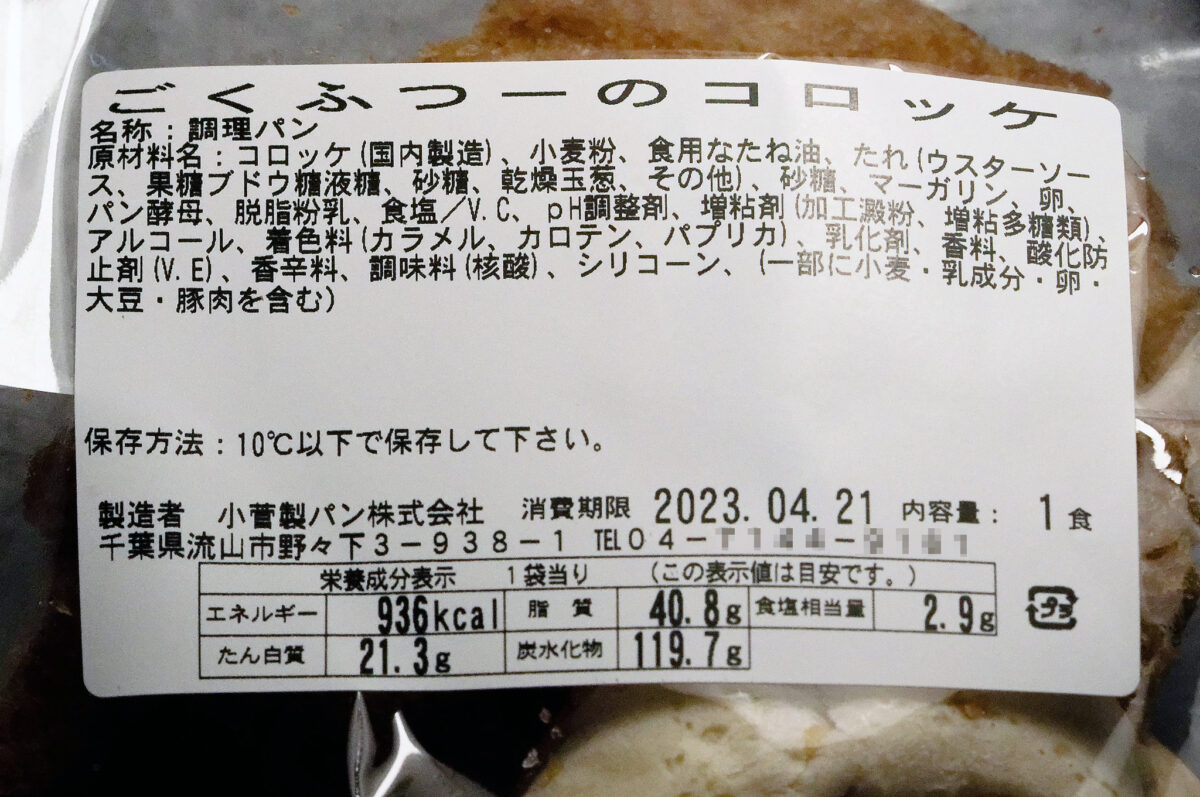 ごくふつーのコロッケ
名称：調理パン
原材料名：コロッケ(国内製造)、小麦粉、食用なたね油、たれ(ウスターソー
ス、果糖ブドウ糖液糖、砂糖、乾燥玉葱、その他)、砂糖、マーガリン、卵、
パン酵母、脱脂粉乳、食塩／V.C、pH調整剤、増粘剤(加工澱粉、増粘多糖類)、
アルコール、着色料(カラメル、カロテン、パプリカ)、乳化剤、香料、酸化防
止剤(V.E)、香辛料、調味料(核酸)、シリコーン、(一部に小麦・乳成分・卵・
大豆・豚肉を含む)
保存方法：10℃以下で保存して下さい。
製造者 小菅製パン株式会社 消費期限 2023.04.21 内容量： 1食
千葉県流山市野々下３－９３８－１ TEL０４－
栄養成分表示 1袋当り (この表示値は目安です。)
エネルギー 936kcal 脂質 40.8g 食塩相当量 2.9g
たん白質 21.3g 炭水化物 119.7g
プラ